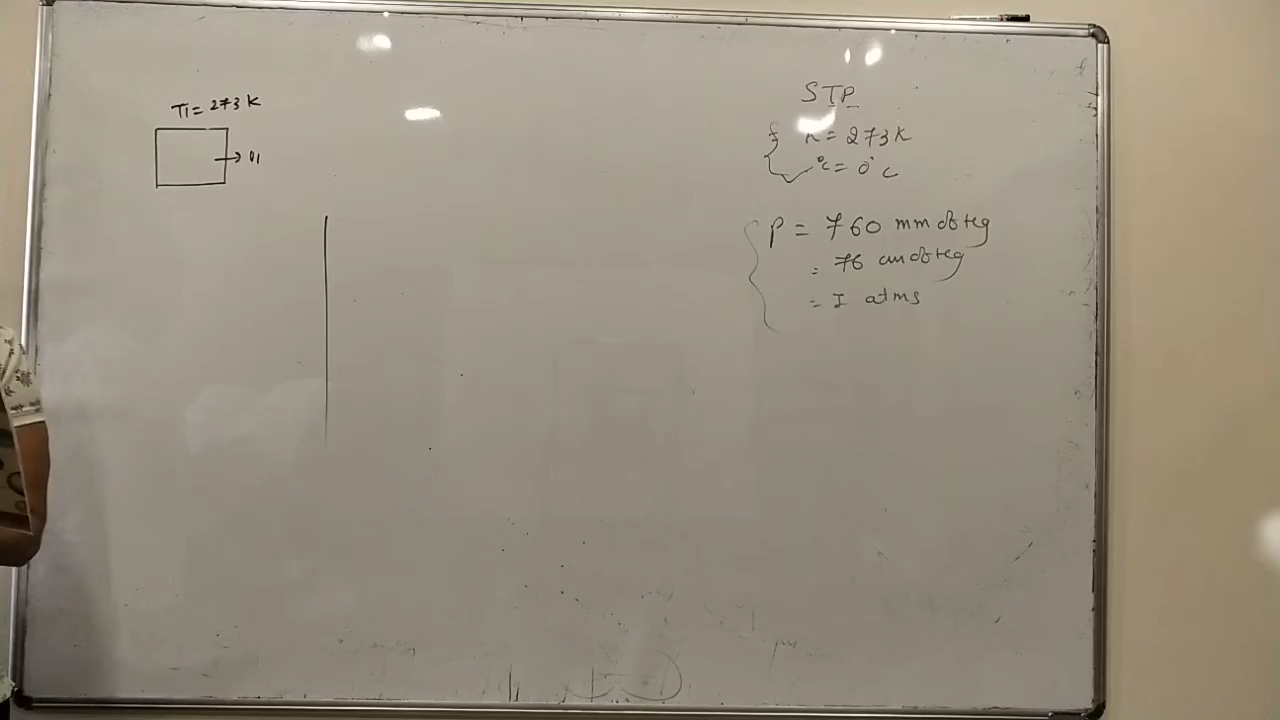 T1 = 273 K
→ V1
STP
K = 273 K
°C = 0°C
P = 760 mm of Hg
= 76 cm of Hg
= 1 atms